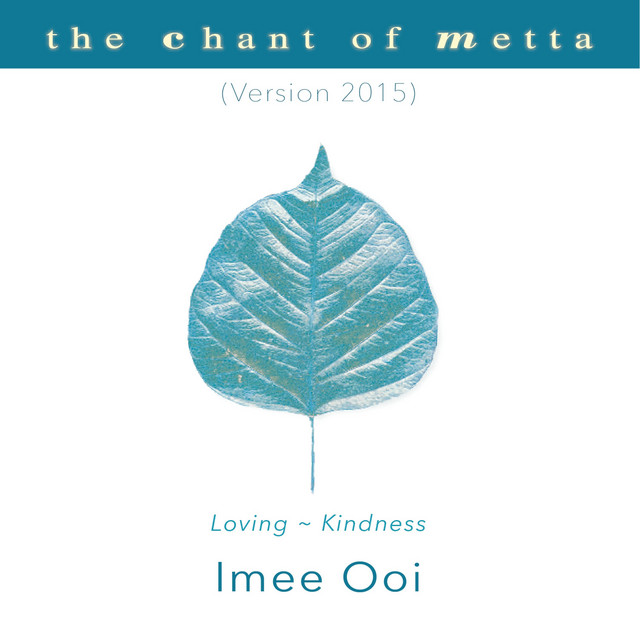 the chant of metta
(Version 2015)
Loving ~ Kindness
Imee Ooi